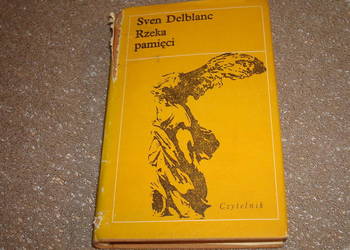 Sven Delblanc
Rzeka
pamięci
Czytelnik